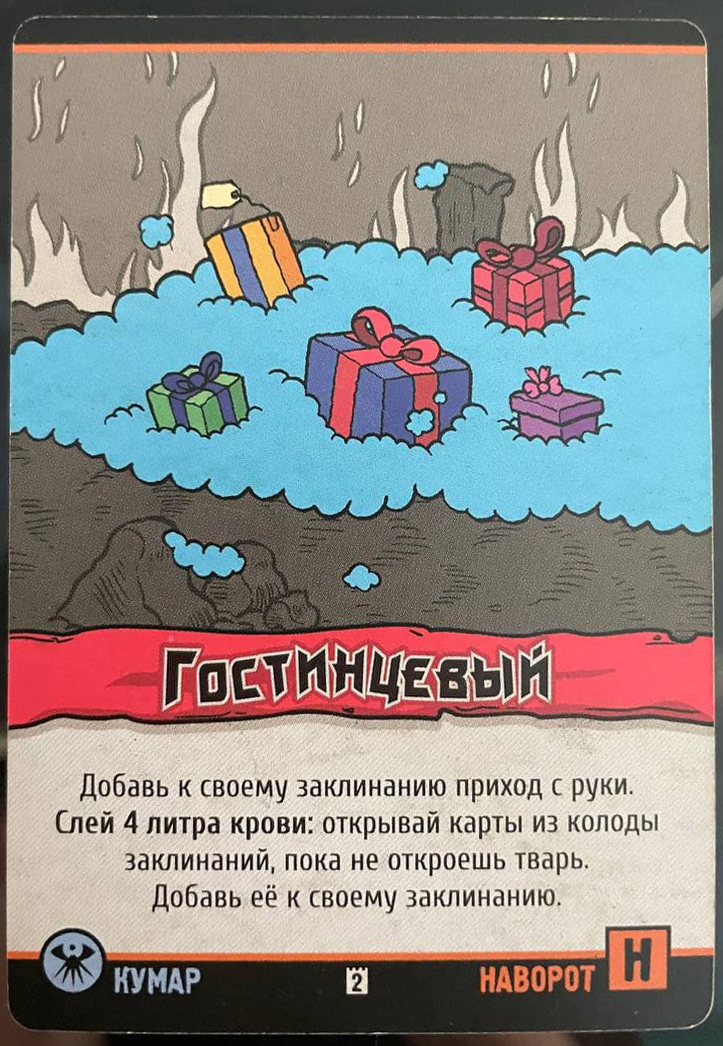 Гостинцевый
Добавь к своему заклинанию приход с руки.
Слей 4 литра крови: открывай карты из колоды
заклинаний, пока не откроешь тварь.
Добавь её к своему заклинанию.
КУМАР 2 НАВОРОТ Н